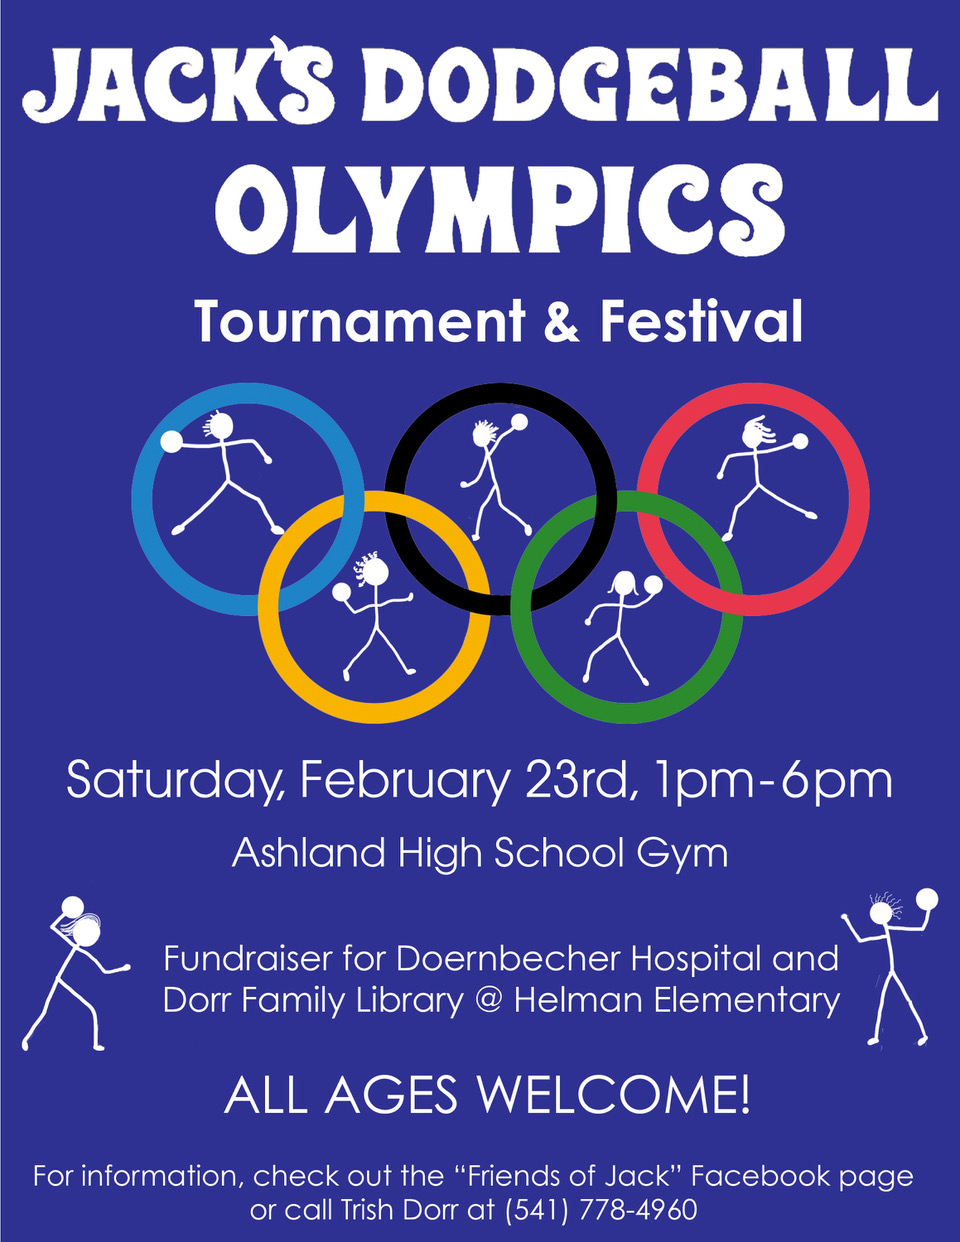 JACK'S DODGEBALL
OLYMPICS
Tournament & Festival
Saturday, February 23rd, 1pm-6pm
Ashland High School Gym
Fundraiser for Doernbecher Hospital and
Dorr Family Library @ Helman Elementary
ALL AGES WELCOME!
For information, check out the “Friends of Jack” Facebook page
or call Trish Dorr at (541) 778-4960